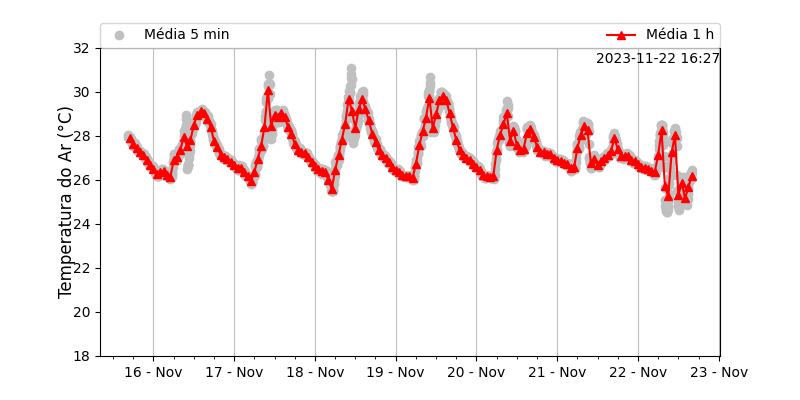 Média 5 min
Média 1 h
2023-11-22 16:27
Temperatura do Ar (°C)
32
30
28
26
24
22
20
18
16 - Nov
17 - Nov
18 - Nov
19 - Nov
20 - Nov
21 - Nov
22 - Nov
23 - Nov